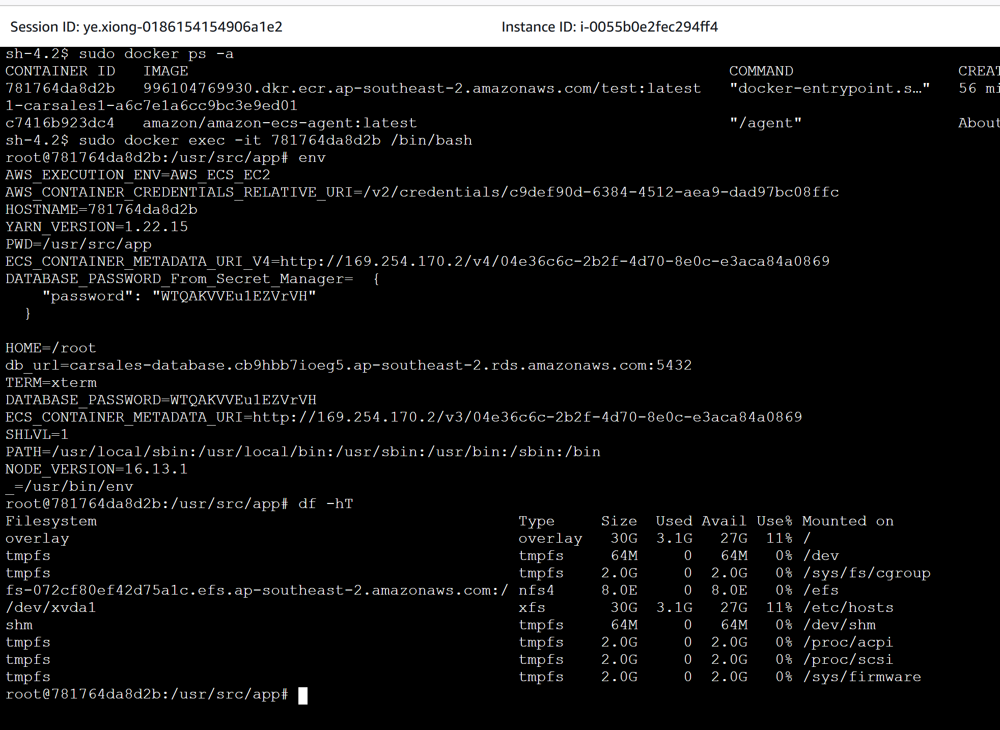 Session ID: ye.xiong-0186154154906a1e2 Instance ID: i-0055b0e2fec294ff4
sh-4.2$ sudo docker ps -a
CONTAINER ID   IMAGE   COMMAND   CREAT
781764da8d2b   996104769930.dkr.ecr.ap-southeast-2.amazonaws.com/test:latest   "docker-entrypoint.s…"   56 mi
1-carsales1-a6c7e1a6cc9bc3e9ed01
c7416b923dc4   amazon/amazon-ecs-agent:latest   "/agent"   About
sh-4.2$ sudo docker exec -it 781764da8d2b /bin/bash
root@781764da8d2b:/usr/src/app# env
AWS_EXECUTION_ENV=AWS_ECS_EC2
AWS_CONTAINER_CREDENTIALS_RELATIVE_URI=/v2/credentials/c9def90d-6384-4512-aea9-dad97bc08ffc
HOSTNAME=781764da8d2b
YARN_VERSION=1.22.15
PWD=/usr/src/app
ECS_CONTAINER_METADATA_URI_V4=http://169.254.170.2/v4/04e36c6c-2b2f-4d70-8e0c-e3aca84a0869
DATABASE_PASSWORD_From_Secret_Manager=  {
    "password": "WTQAKVVEu1EZVrVH"
  }
HOME=/root
db_url=carsales-database.cb9hbb7ioeg5.ap-southeast-2.rds.amazonaws.com:5432
TERM=xterm
DATABASE_PASSWORD=WTQAKVVEu1EZVrVH
ECS_CONTAINER_METADATA_URI=http://169.254.170.2/v3/04e36c6c-2b2f-4d70-8e0c-e3aca84a0869
SHLVL=1
PATH=/usr/local/sbin:/usr/local/bin:/usr/sbin:/usr/bin:/sbin:/bin
NODE_VERSION=16.13.1
_=/usr/bin/env
root@781764da8d2b:/usr/src/app# df -hT
Filesystem   Type   Size  Used Avail Use% Mounted on
overlay   overlay   30G  3.1G   27G  11% /
tmpfs   tmpfs   64M     0   64M   0% /dev
tmpfs   tmpfs   2.0G     0  2.0G   0% /sys/fs/cgroup
fs-072cf80ef42d75a1c.efs.ap-southeast-2.amazonaws.com:/ nfs4   8.0E     0  8.0E   0% /efs
/dev/xvda1   xfs   30G  3.1G   27G  11% /etc/hosts
shm   tmpfs   64M     0   64M   0% /dev/shm
tmpfs   tmpfs   2.0G     0  2.0G   0% /proc/acpi
tmpfs   tmpfs   2.0G     0  2.0G   0% /proc/scsi
tmpfs   tmpfs   2.0G     0  2.0G   0% /sys/firmware
root@781764da8d2b:/usr/src/app#